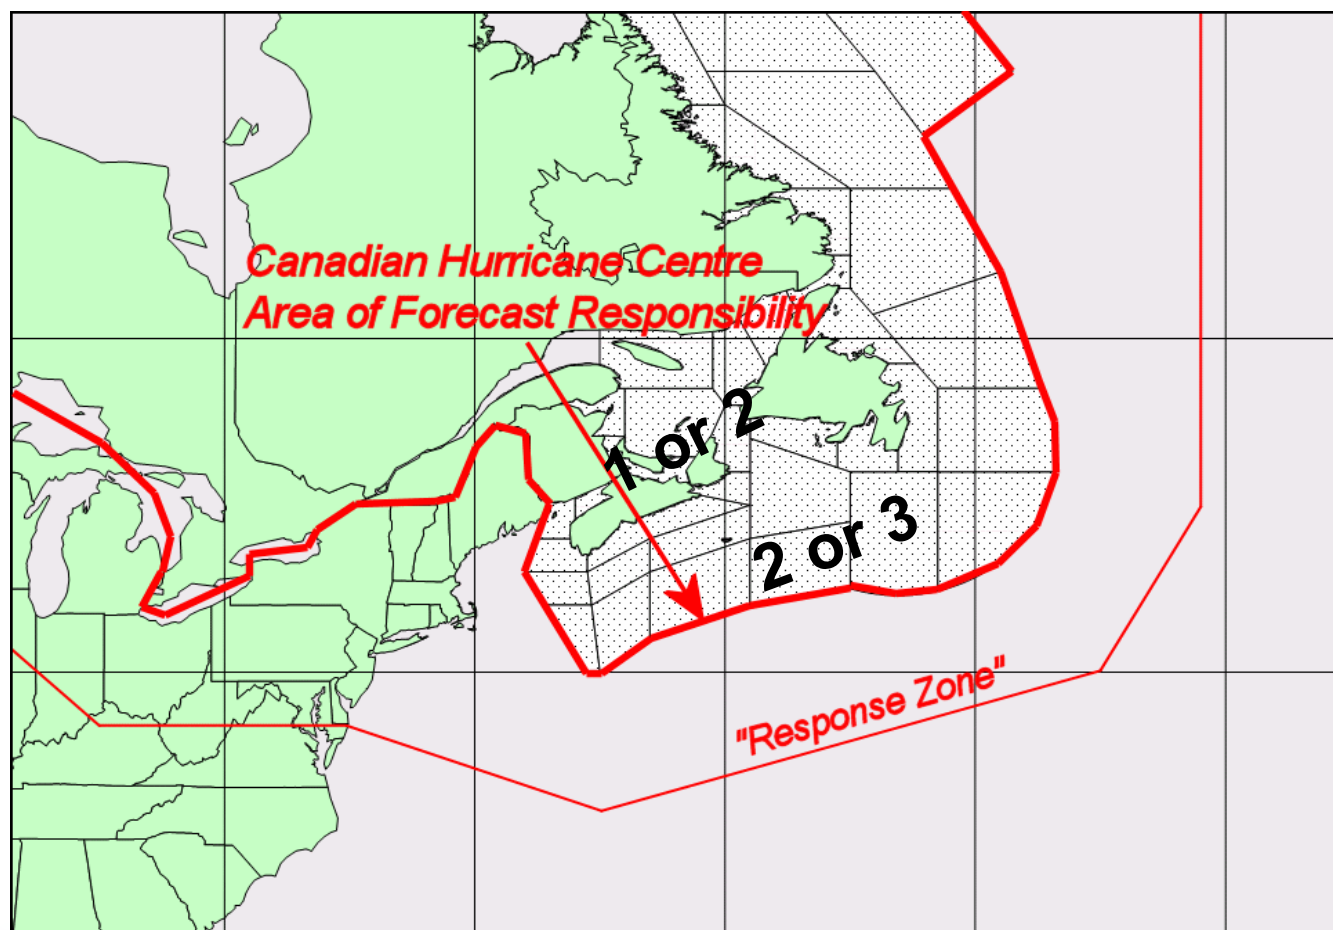 Canadian Hurricane Centre
Area of Forecast Responsibility
1 or 2
2 or 3
"Response Zone"